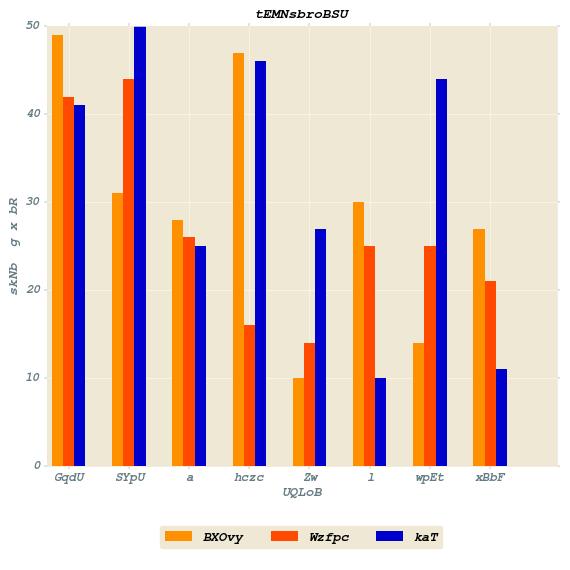 tEMNsbroBSU
50
40
30
20
10
0
skNb g x bR
GqdU SYpU a hczc Zw l wpEt xBbF
UQLoB
BXOvy Wzfpc kaT